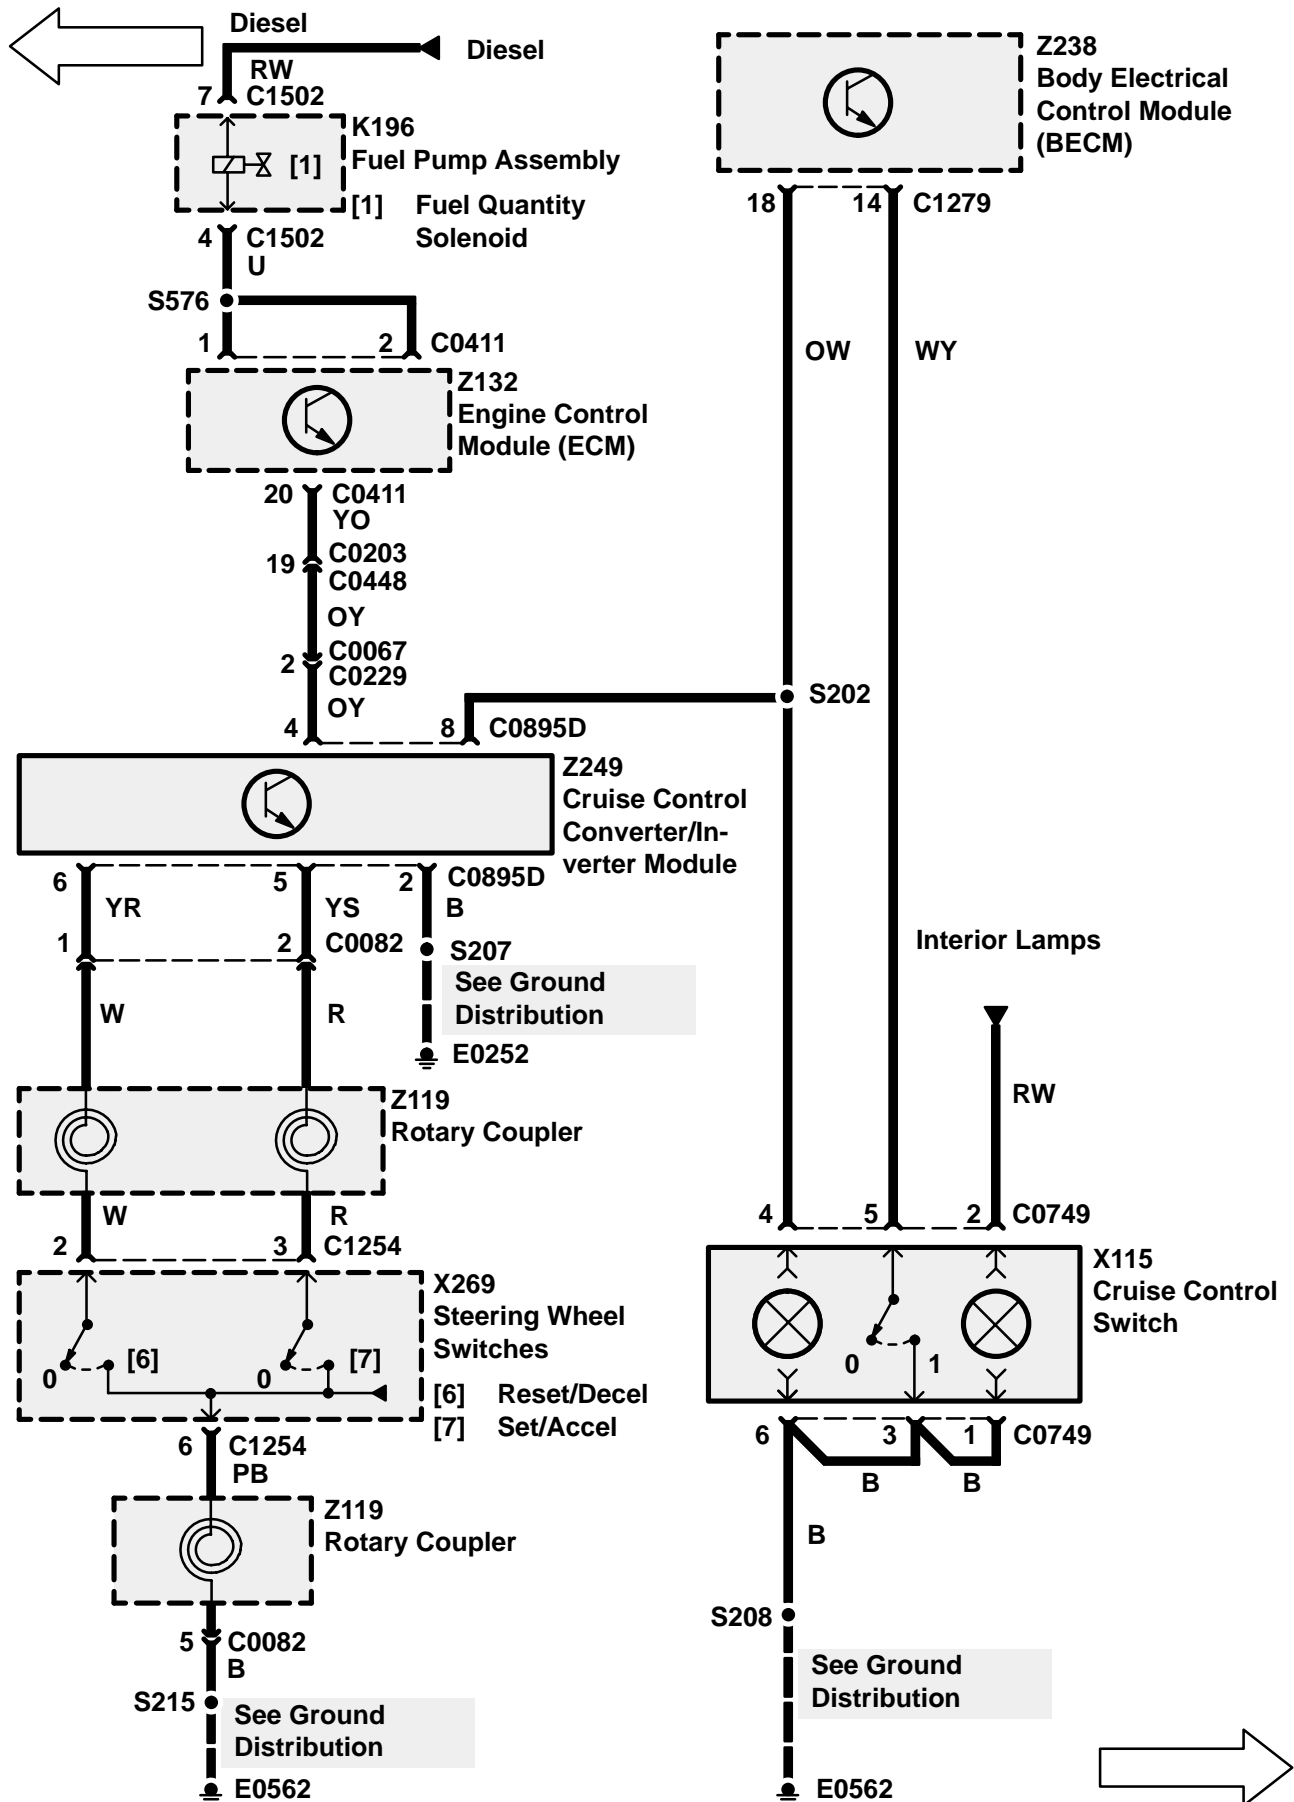 Diesel
Diesel
RW
7 C1502
K196
Fuel Pump Assembly
[1]
[1] Fuel Quantity
Solenoid
4 C1502
U
S576
1 2 C0411
Z132
Engine Control
Module (ECM)
20 C0411
YO
19 C0203
C0448
OY
2 C0067
C0229
OY
4 8 C0895D
Z249
Cruise Control
Converter/In-
verter Module
6 5 2 C0895D
YR YS B
1 2 C0082
S207
See Ground
Distribution
W R
E0252
Z119
Rotary Coupler
W R
2 3 C1254
X269
Steering Wheel
Switches
[6] [7]
0 0
[6] Reset/Decel
[7] Set/Accel
6 C1254
PB
Z119
Rotary Coupler
5 C0082
B
S215
See Ground
Distribution
E0562
Z238
Body Electrical
Control Module
(BECM)
18 14 C1279
OW WY
S202
Interior Lamps
RW
4 5 2 C0749
X115
Cruise Control
Switch
0 1
6 3 1 C0749
B B
B
S208
See Ground
Distribution
E0562